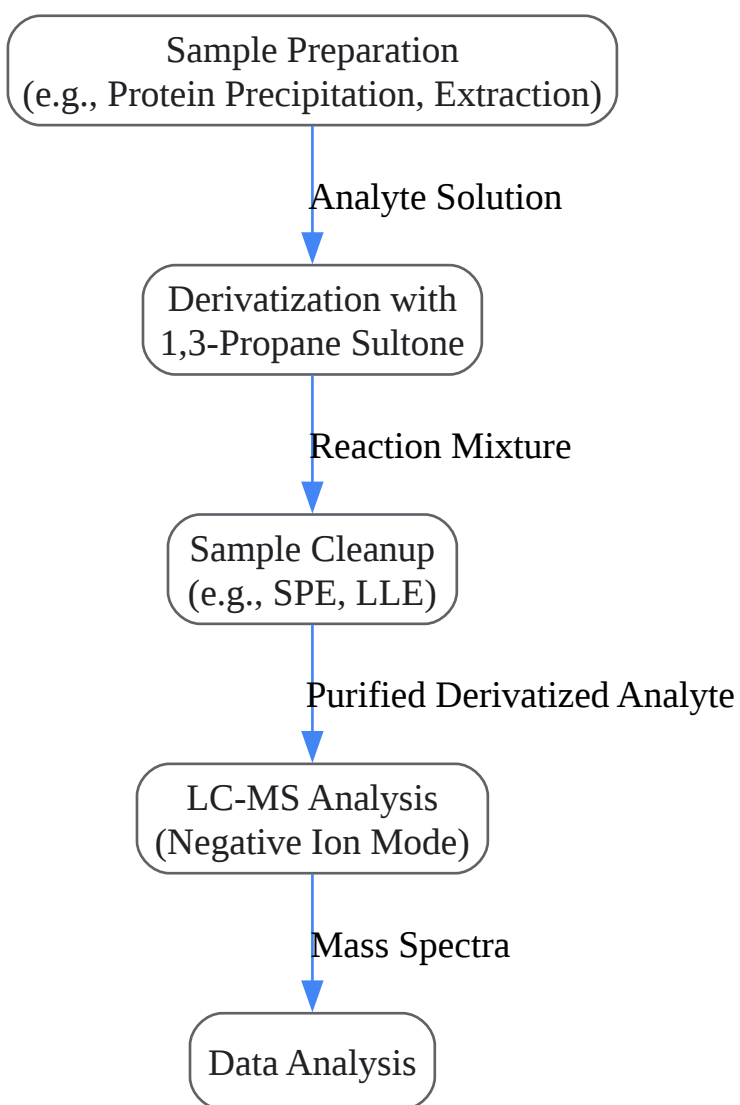 Sample Preparation
(e.g., Protein Precipitation, Extraction)
Analyte Solution
Derivatization with
1,3-Propane Sultone
Reaction Mixture
Sample Cleanup
(e.g., SPE, LLE)
Purified Derivatized Analyte
LC-MS Analysis
(Negative Ion Mode)
Mass Spectra
Data Analysis